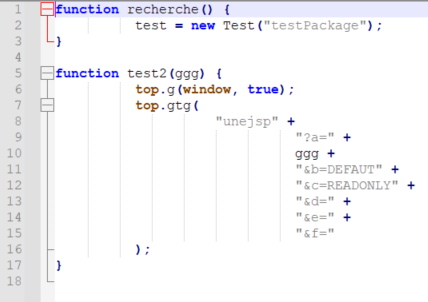 1 function recherche() {
2 test = new Test("testPackage");
3 }
4
5 function test2(ggg) {
6 top.g(window, true);
7 top.gtg(
8 "unejsp" +
9 "?a=" +
10 ggg +
11 "&b=DEFAUT" +
12 "&c=READONLY" +
13 "&d=" +
14 "&e=" +
15 "&f="
16 );
17 }
18